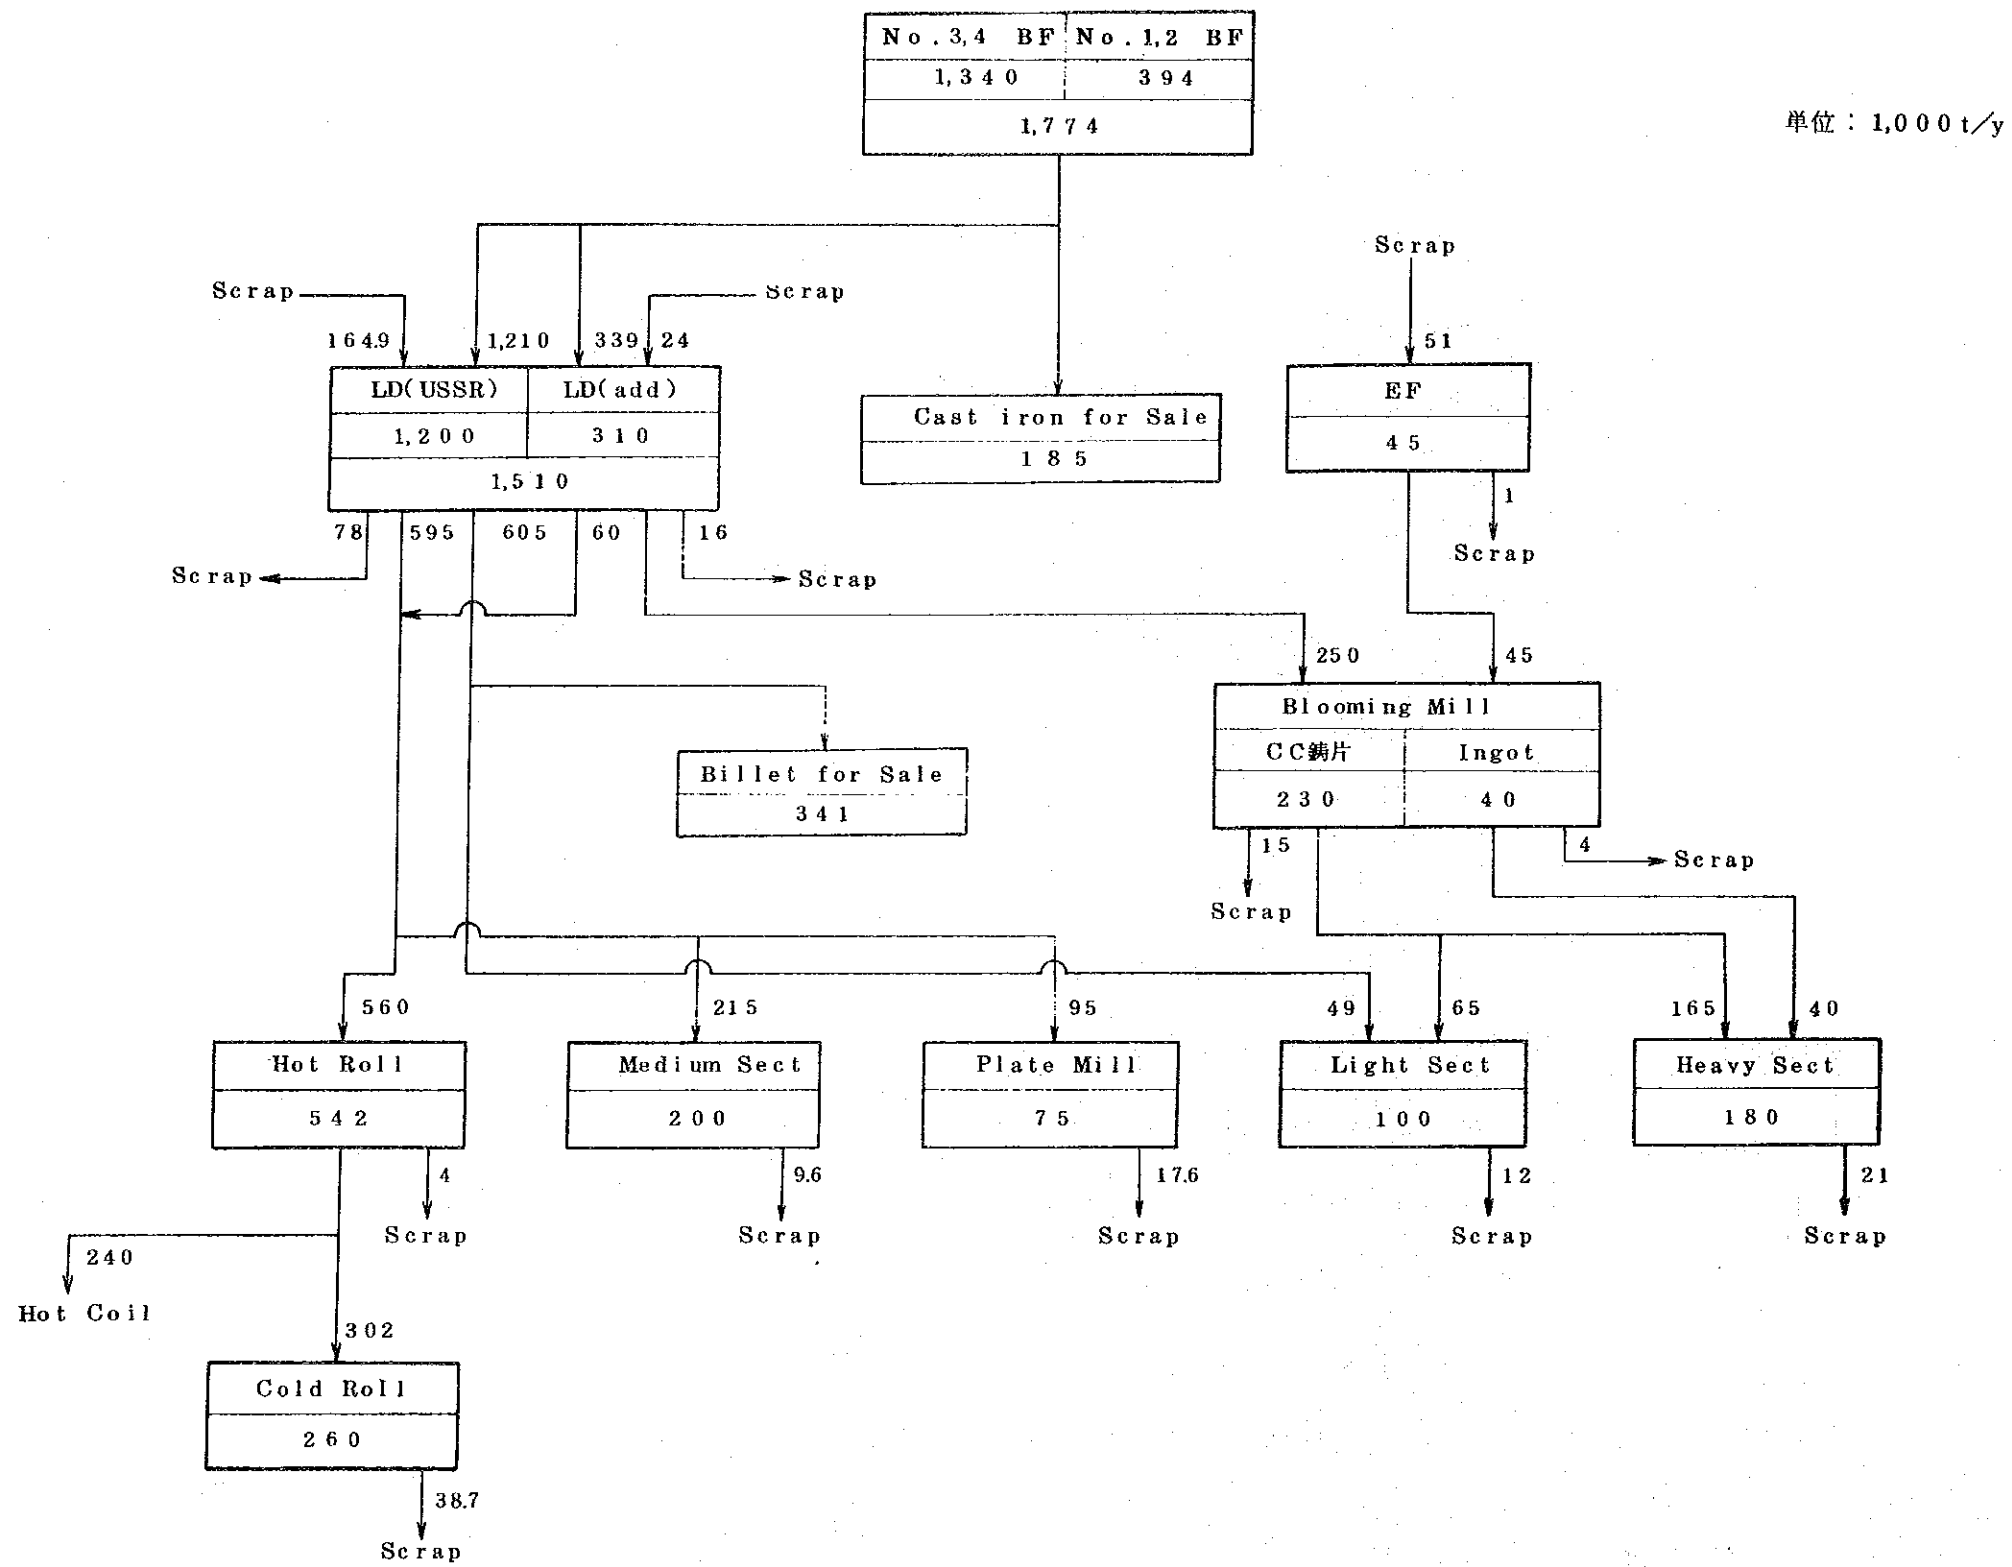 No.3,4 BF No.1,2 BF
1,340 394
1,774
単位：1,000t/y
Scrap
Scrap Scrap
164.9 1,210 339 24 51
LD(USSR) LD(add) EF
Cast iron for Sale
1,200 310 45
185
1,510
1
78 595 605 60 16
Scrap
Scrap Scrap
250 45
Blooming Mill
CC鋳片 Ingot
Billet for Sale
230 40
341
15 4
Scrap
Scrap
560 215 95 49 65 165 40
Hot Roll Medium Sect Plate Mill Light Sect Heavy Sect
542 200 75 100 180
4 9.6 17.6 12 21
Scrap Scrap Scrap Scrap Scrap
240
Hot Coil
302
Cold Roll
260
38.7
Scrap